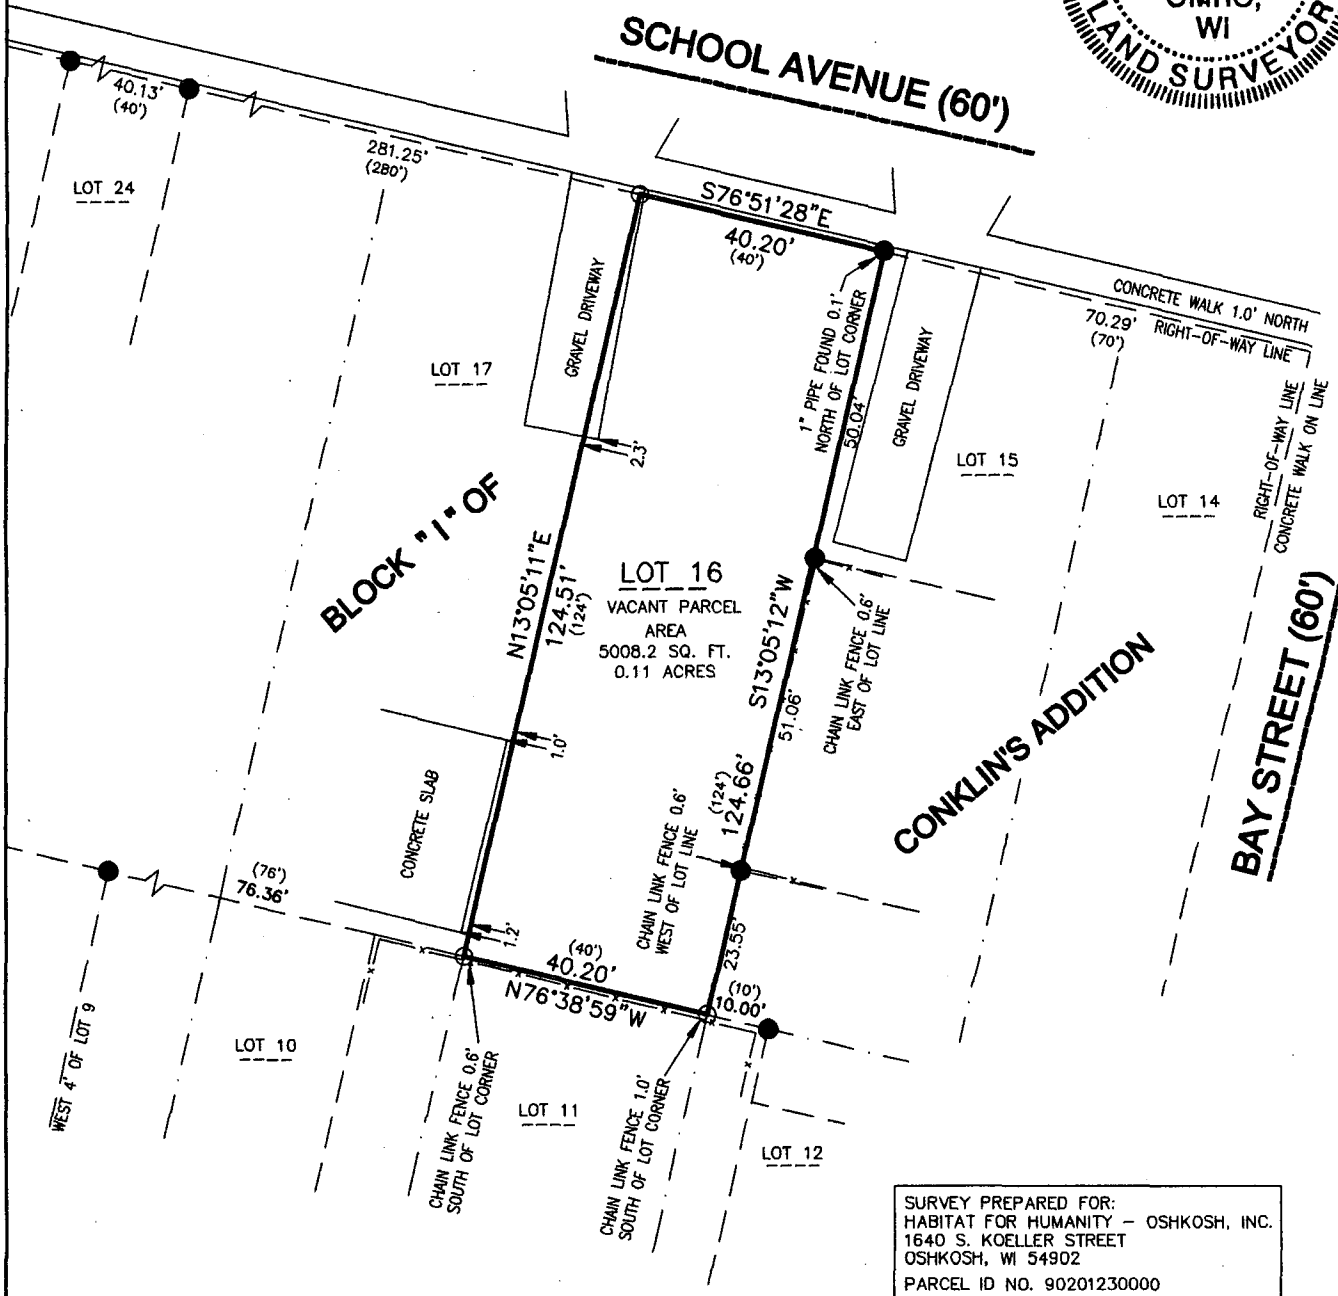 WI
LAND SURVEYOR
SCHOOL AVENUE (60')
40.13'
(40')
281.25'
(280')
LOT 24
S76°51'28"E
40.20'
(40')
CONCRETE WALK 1.0' NORTH
RIGHT-OF-WAY LINE
70.29'
(70')
GRAVEL DRIVEWAY
1" PIPE FOUND 0.1'
NORTH OF LOT CORNER
50.04'
GRAVEL DRIVEWAY
LOT 17
2.3'
LOT 15
LOT 14
RIGHT-OF-WAY LINE
CONCRETE WALK ON LINE
BLOCK "I" OF
N13°05'11"E
124.51'
(124')
LOT 16
VACANT PARCEL
AREA
5008.2 SQ. FT.
0.11 ACRES
S13°05'12"W
51.06'
(124')
124.66'
CHAIN LINK FENCE 0.6'
EAST OF LOT LINE
CONKLIN'S ADDITION
BAY STREET (60')
1.0'
CONCRETE SLAB
CHAIN LINK FENCE 0.6'
WEST OF LOT LINE
(76')
76.36'
1.2'
(40')
40.20'
N76°38'59"W
23.55'
(10')
10.00'
WEST 4' OF LOT 9
LOT 10
CHAIN LINK FENCE 0.6'
SOUTH OF LOT CORNER
LOT 11
CHAIN LINK FENCE 1.0'
SOUTH OF LOT CORNER
LOT 12
SURVEY PREPARED FOR:
HABITAT FOR HUMANITY - OSHKOSH, INC.
1640 S. KOELLER STREET
OSHKOSH, WI 54902
PARCEL ID NO. 90201230000